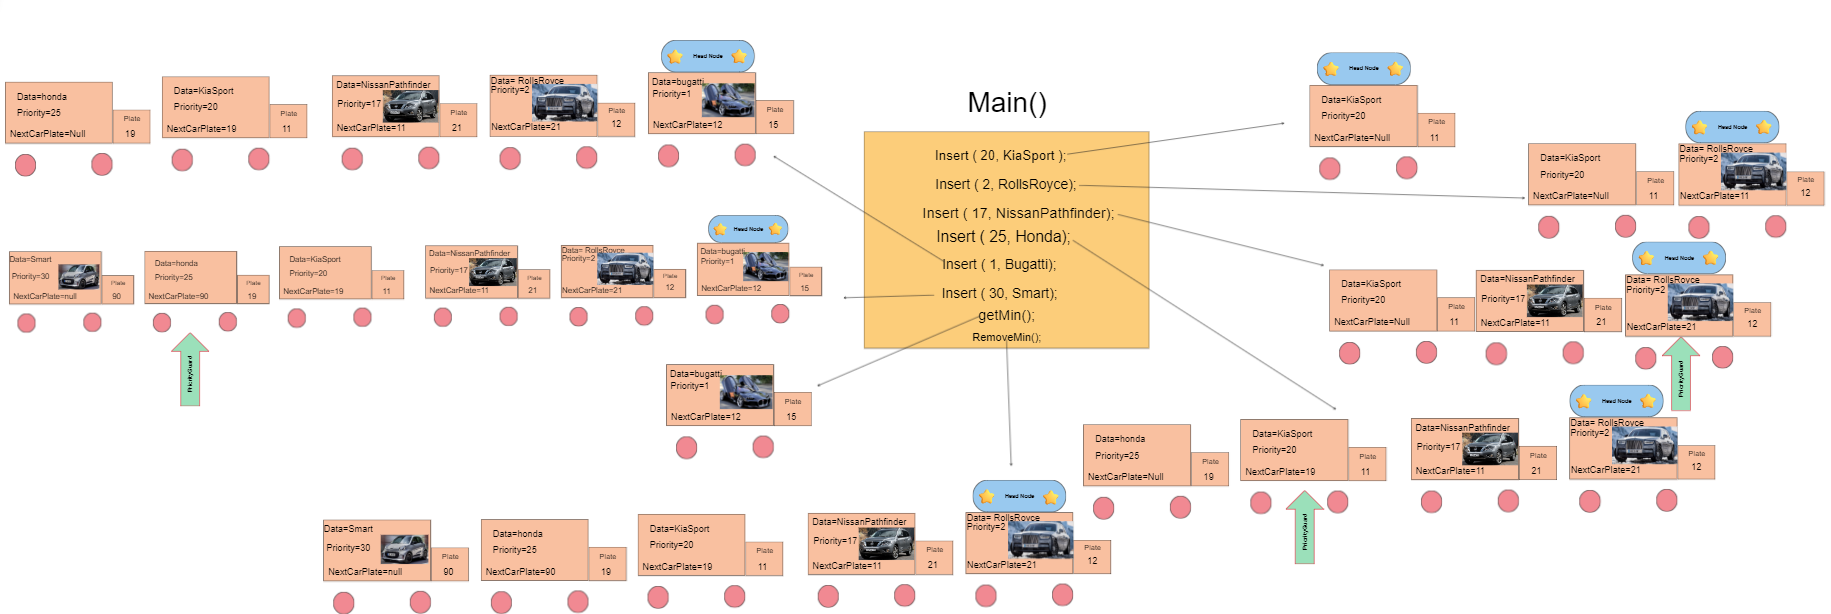 Main()
Insert ( 20, KiaSport );
Insert ( 2, RollsRoyce);
Insert ( 17, NissanPathfinder);
Insert ( 25, Honda);
Insert ( 1, Bugatti);
Insert ( 30, Smart);
getMin();
RemoveMin();
Data=honda
Priority=25
NextCarPlate=Null
Plate
19
Data=KiaSport
Priority=20
NextCarPlate=19
Plate
11
Data=NissanPathfinder
Priority=17
NextCarPlate=11
Plate
21
Data= RollsRoyce
Priority=2
NextCarPlate=21
Plate
12
Head Node
Data=bugatti
Priority=1
NextCarPlate=12
Plate
15
Head Node
Data=KiaSport
Priority=20
NextCarPlate=Null
Plate
11
Data=KiaSport
Priority=20
NextCarPlate=Null
Plate
11
Head Node
Data= RollsRoyce
Priority=2
NextCarPlate=11
Plate
12
Data=Smart
Priority=30
NextCarPlate=null
Plate
90
Data=honda
Priority=25
NextCarPlate=90
Plate
19
PriorityGuard
Data=KiaSport
Priority=20
NextCarPlate=19
Plate
11
Data=NissanPathfinder
Priority=17
NextCarPlate=11
Plate
21
Data= RollsRoyce
Priority=2
NextCarPlate=21
Plate
12
Head Node
Data=bugatti
Priority=1
NextCarPlate=12
Plate
15
Data=KiaSport
Priority=20
NextCarPlate=Null
Plate
11
Data=NissanPathfinder
Priority=17
NextCarPlate=11
Plate
21
Head Node
Data= RollsRoyce
Priority=2
NextCarPlate=21
Plate
12
PriorityGuard
Data=bugatti
Priority=1
NextCarPlate=12
Plate
15
Data=honda
Priority=25
NextCarPlate=Null
Plate
19
Data=KiaSport
Priority=20
NextCarPlate=19
Plate
11
PriorityGuard
Data=NissanPathfinder
Priority=17
NextCarPlate=11
Plate
21
Head Node
Data= RollsRoyce
Priority=2
NextCarPlate=21
Plate
12
Data=Smart
Priority=30
NextCarPlate=null
Plate
90
Data=honda
Priority=25
NextCarPlate=90
Plate
19
Data=KiaSport
Priority=20
NextCarPlate=19
Plate
11
Data=NissanPathfinder
Priority=17
NextCarPlate=11
Plate
21
Head Node
Data= RollsRoyce
Priority=2
NextCarPlate=21
Plate
12